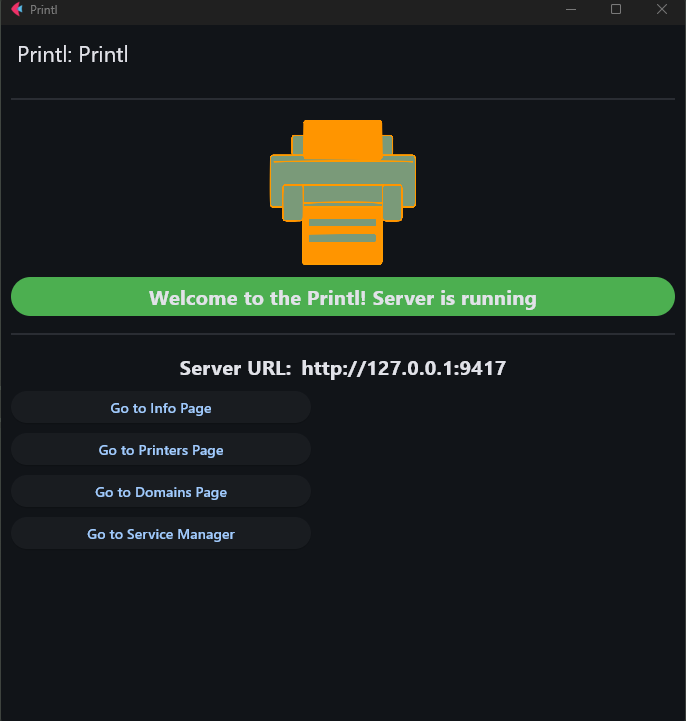 Printl
Printl: Printl
Welcome to the Printl! Server is running
Server URL: http://127.0.0.1:9417
Go to Info Page
Go to Printers Page
Go to Domains Page
Go to Service Manager